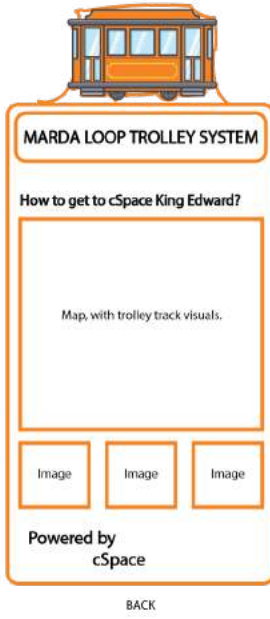 MARDA LOOP TROLLEY SYSTEM
How to get to cSpace King Edward?
Map, with trolley track visuals.
Image Image Image
Powered by
cSpace
BACK